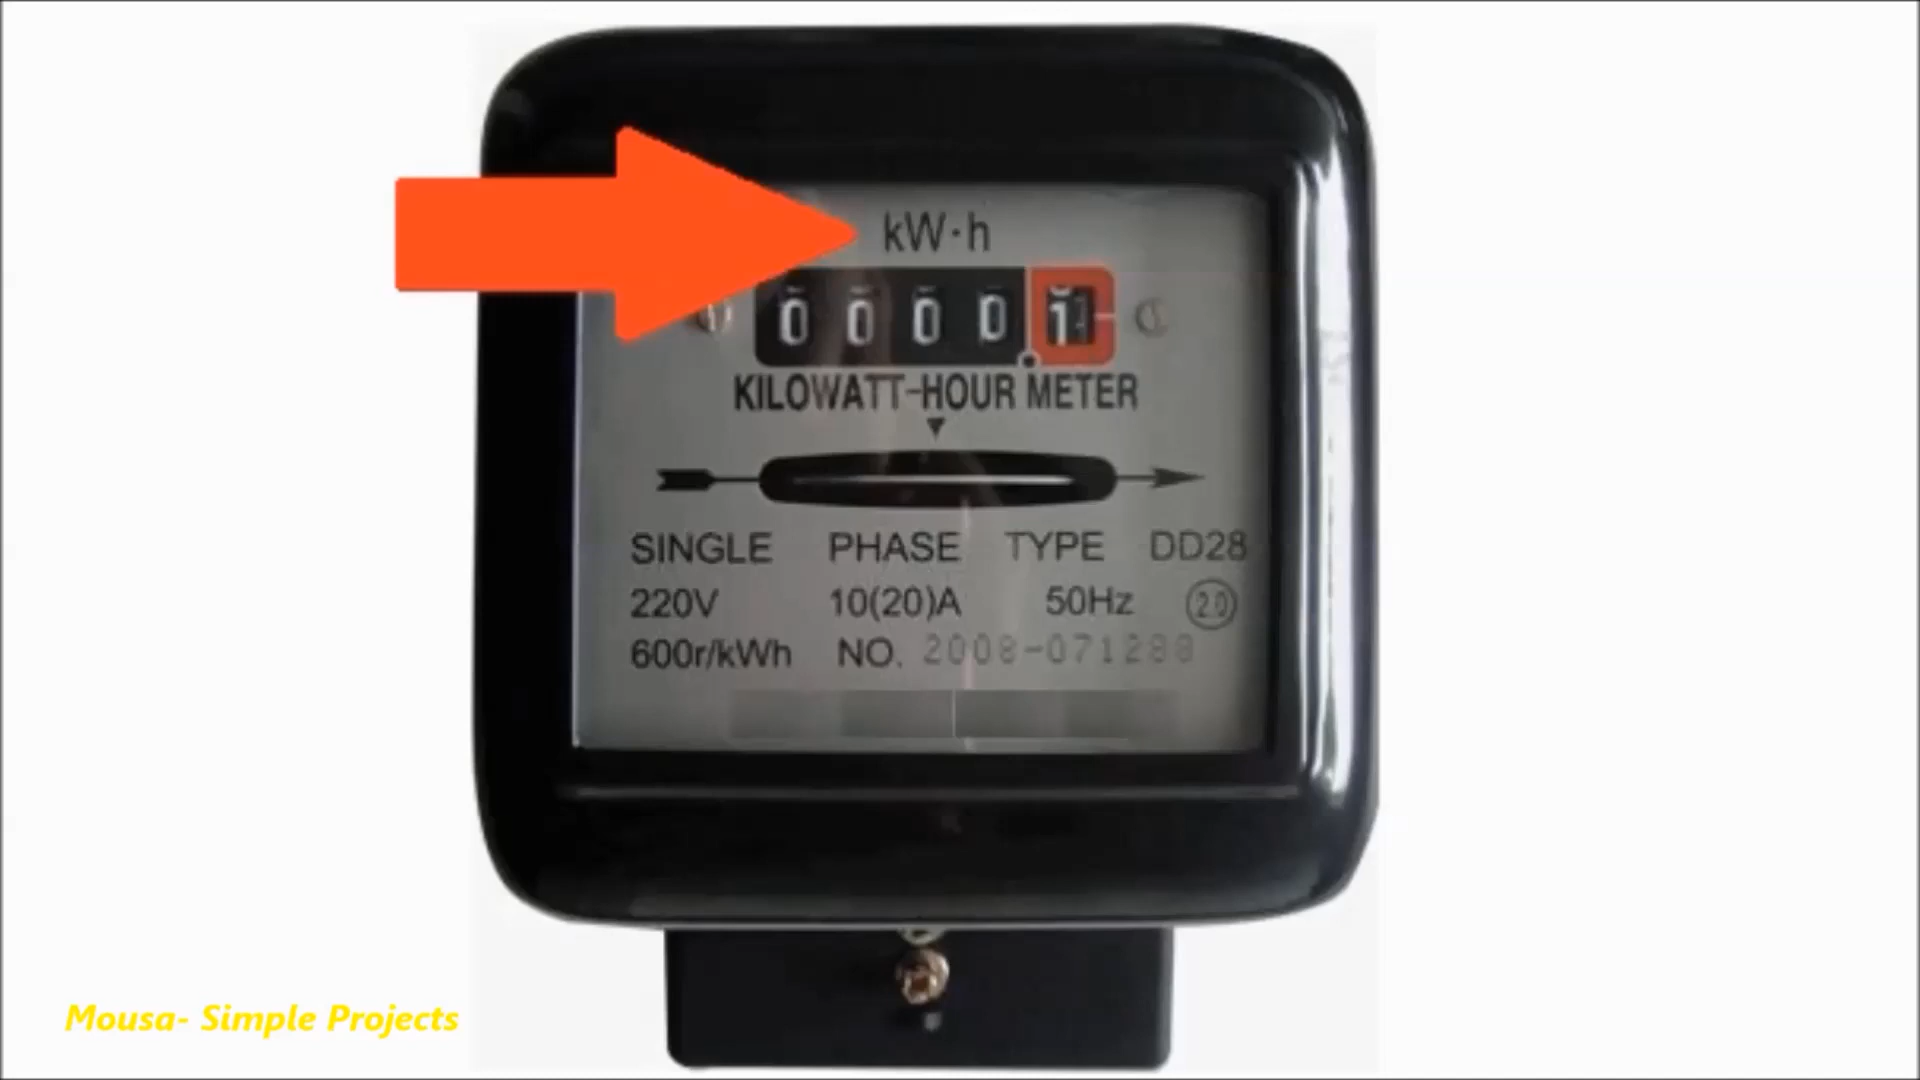 kW·h
0 0 0 0 1
KILOWATT-HOUR METER
SINGLE PHASE TYPE DD28
220V 10(20)A 50Hz 2.0
600r/kWh NO. 2008-071288
Mousa- Simple Projects